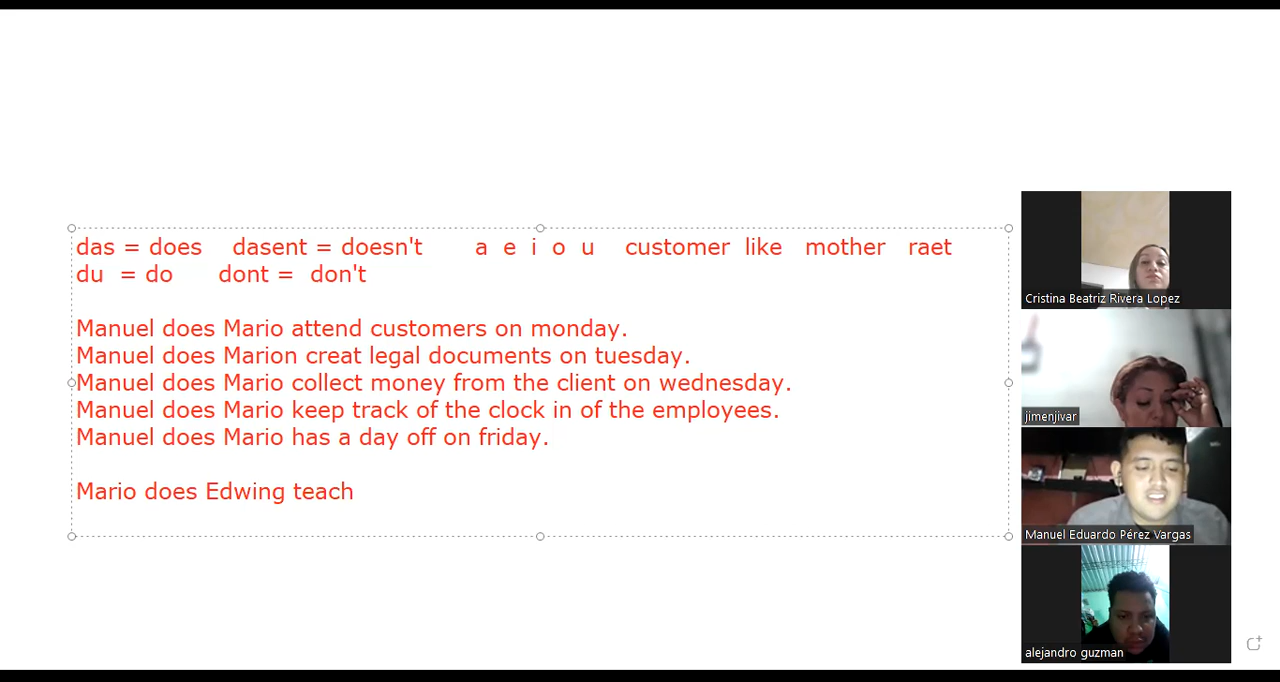 das = does dasent = doesn't a e i o u customer like mother raet
du = do dont = don't
Manuel does Mario attend customers on monday.
Manuel does Marion creat legal documents on tuesday.
Manuel does Mario collect money from the client on wednesday.
Manuel does Mario keep track of the clock in of the employees.
Manuel does Mario has a day off on friday.
Mario does Edwing teach
Cristina Beatriz Rivera Lopez
jimenjivar
Manuel Eduardo Pérez Vargas
alejandro guzman